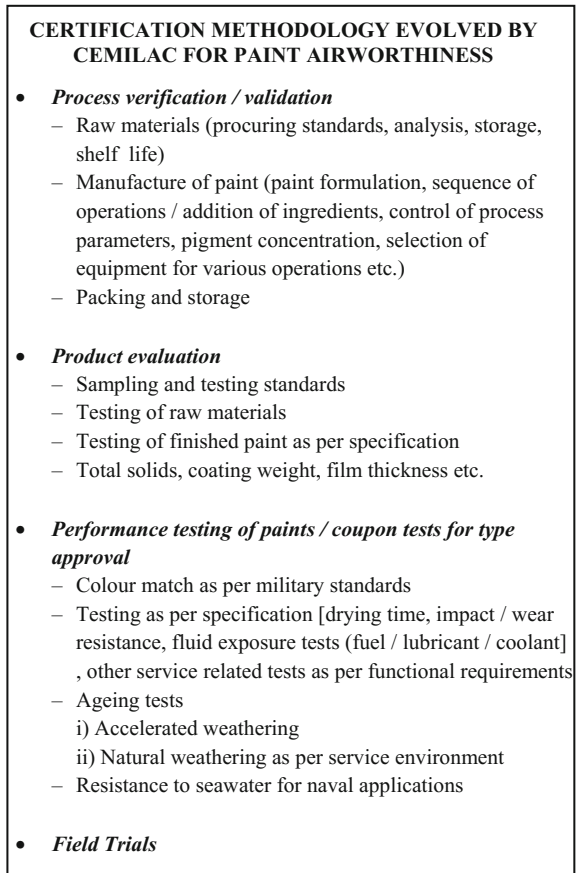 CERTIFICATION METHODOLOGY EVOLVED BY
CEMILAC FOR PAINT AIRWORTHINESS
• Process verification / validation
– Raw materials (procuring standards, analysis, storage,
shelf life)
– Manufacture of paint (paint formulation, sequence of
operations / addition of ingredients, control of process
parameters, pigment concentration, selection of
equipment for various operations etc.)
– Packing and storage
• Product evaluation
– Sampling and testing standards
– Testing of raw materials
– Testing of finished paint as per specification
– Total solids, coating weight, film thickness etc.
• Performance testing of paints / coupon tests for type
approval
– Colour match as per military standards
– Testing as per specification [drying time, impact / wear
resistance, fluid exposure tests (fuel / lubricant / coolant]
, other service related tests as per functional requirements
– Ageing tests
i) Accelerated weathering
ii) Natural weathering as per service environment
– Resistance to seawater for naval applications
• Field Trials